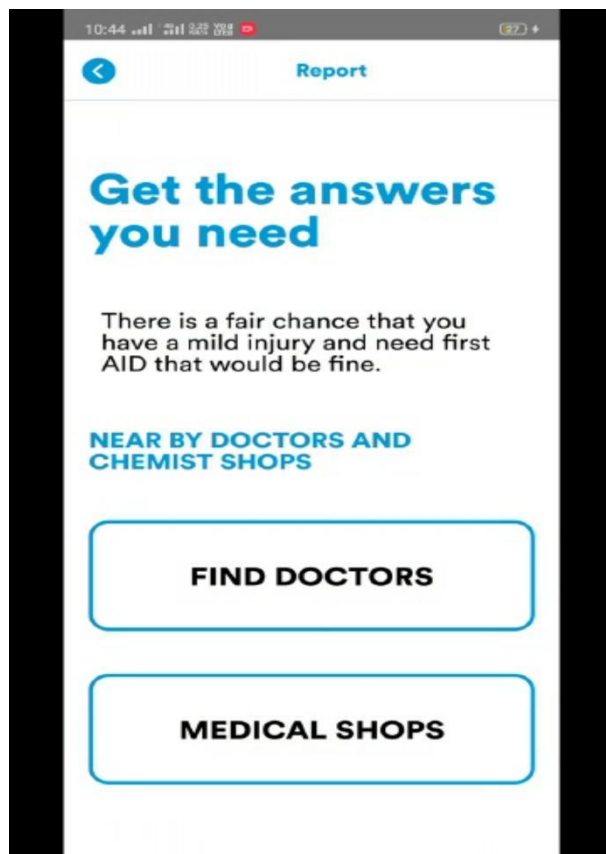 10:44
Report
Get the answers
you need
There is a fair chance that you
have a mild injury and need first
AID that would be fine.
NEAR BY DOCTORS AND
CHEMIST SHOPS
FIND DOCTORS
MEDICAL SHOPS